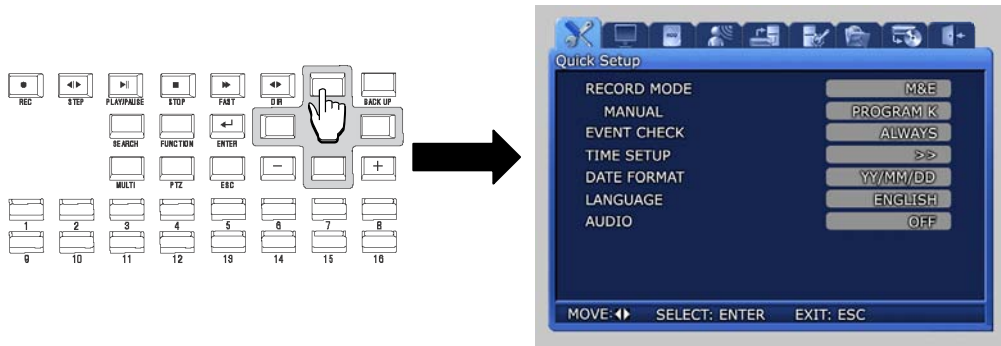 REC STEP PLAY/PAUSE STOP FAST DIR BACK UP
SEARCH FUNCTION ENTER
− +
MULTI PTZ ESC
1 2 3 4 5 6 7 8
9 10 11 12 13 14 15 16
Quick Setup
RECORD MODE M&E
MANUAL PROGRAM K
EVENT CHECK ALWAYS
TIME SETUP >>
DATE FORMAT YY/MM/DD
LANGUAGE ENGLISH
AUDIO OFF
MOVE: SELECT: ENTER EXIT: ESC